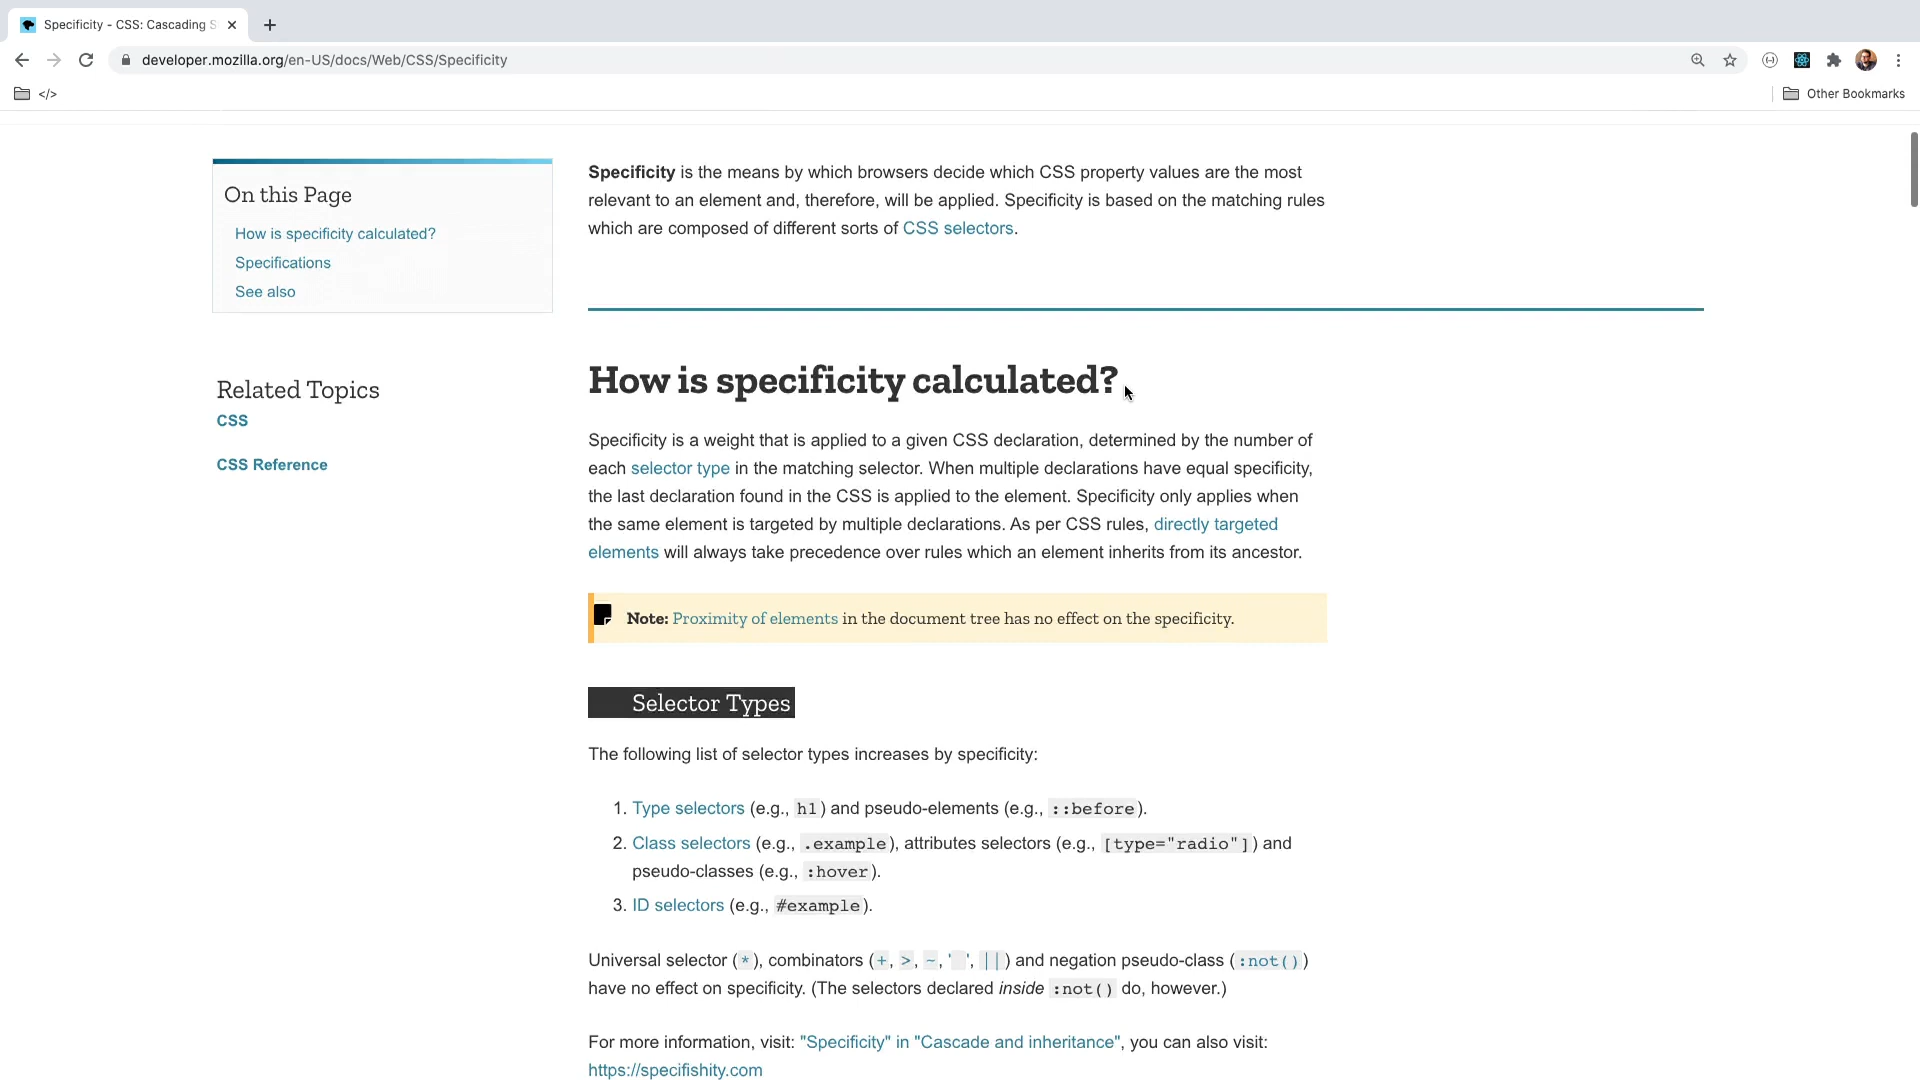 Specificity - CSS: Cascading S
developer.mozilla.org/en-US/docs/Web/CSS/Specificity
</>
Other Bookmarks
On this Page
How is specificity calculated?
Specifications
See also
Related Topics
CSS
CSS Reference
Specificity is the means by which browsers decide which CSS property values are the most
relevant to an element and, therefore, will be applied. Specificity is based on the matching rules
which are composed of different sorts of CSS selectors.
How is specificity calculated?
Specificity is a weight that is applied to a given CSS declaration, determined by the number of
each selector type in the matching selector. When multiple declarations have equal specificity,
the last declaration found in the CSS is applied to the element. Specificity only applies when
the same element is targeted by multiple declarations. As per CSS rules, directly targeted
elements will always take precedence over rules which an element inherits from its ancestor.
Note: Proximity of elements in the document tree has no effect on the specificity.
Selector Types
The following list of selector types increases by specificity:
1. Type selectors (e.g., h1) and pseudo-elements (e.g., ::before).
2. Class selectors (e.g., .example), attributes selectors (e.g., [type="radio"]) and
pseudo-classes (e.g., :hover).
3. ID selectors (e.g., #example).
Universal selector (*), combinators (+, >, ~, ' ', ||) and negation pseudo-class (:not())
have no effect on specificity. (The selectors declared inside :not() do, however.)
For more information, visit: "Specificity" in "Cascade and inheritance", you can also visit:
https://specifishity.com